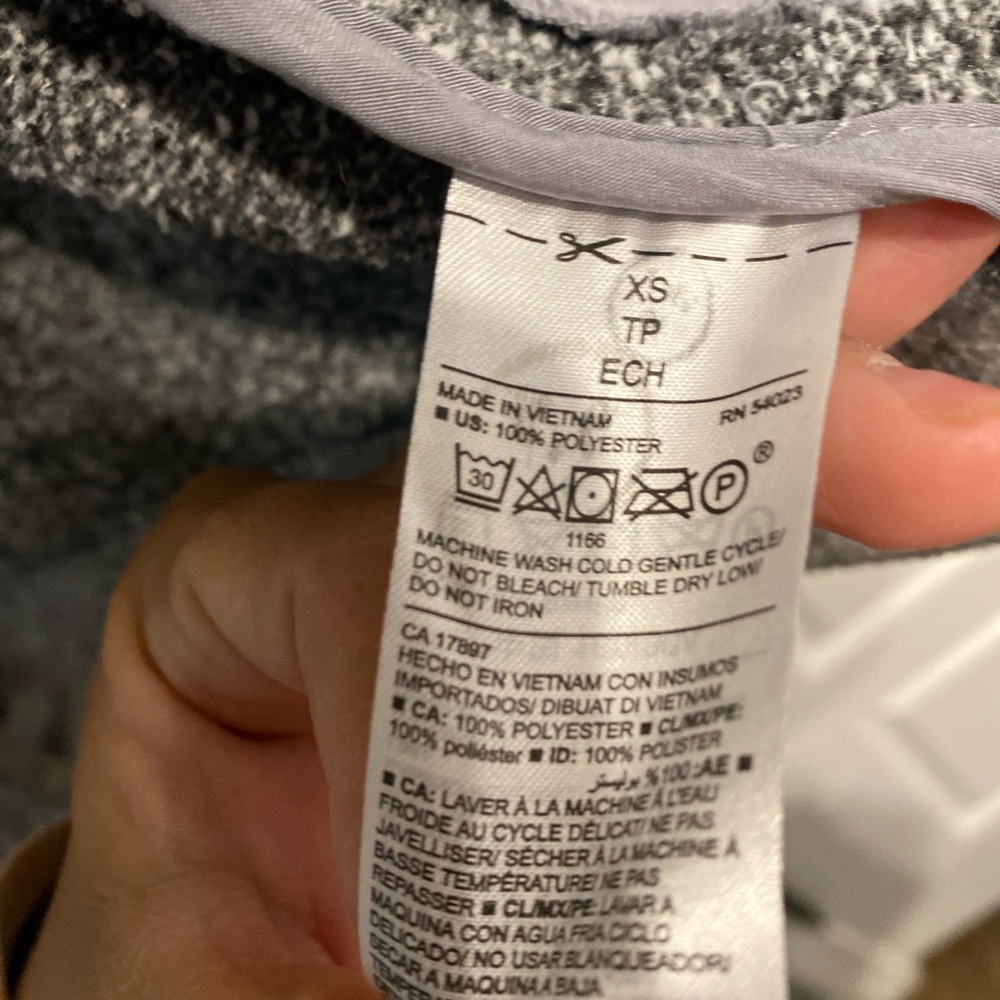 XS
TP
ECH
MADE IN VIETNAM RN 54023
■ US: 100% POLYESTER
30 P ®
1166
MACHINE WASH COLD GENTLE CYCLE/
DO NOT BLEACH/ TUMBLE DRY LOW/
DO NOT IRON
CA 17897
HECHO EN VIETNAM CON INSUMOS
IMPORTADOS/ DIBUAT DI VIETNAM
■ CA: 100% POLYESTER ■ CL/MX/PE:
100% poliéster ■ ID: 100% POLISTER
■ AE: 100% بوليستر
■ CA: LAVER À LA MACHINE À L'EAU
FROIDE AU CYCLE DÉLICAT/ NE PAS
JAVELLISER/ SÉCHER À LA MACHINE À
BASSE TEMPÉRATURE/ NE PAS
REPASSER ■ CL/MX/PE: LAVAR A
MAQUINA CON AGUA FRIA CICLO
DELICADO/ NO USAR BLANQUEADOR/
SECAR A MAQUINA A BAJA